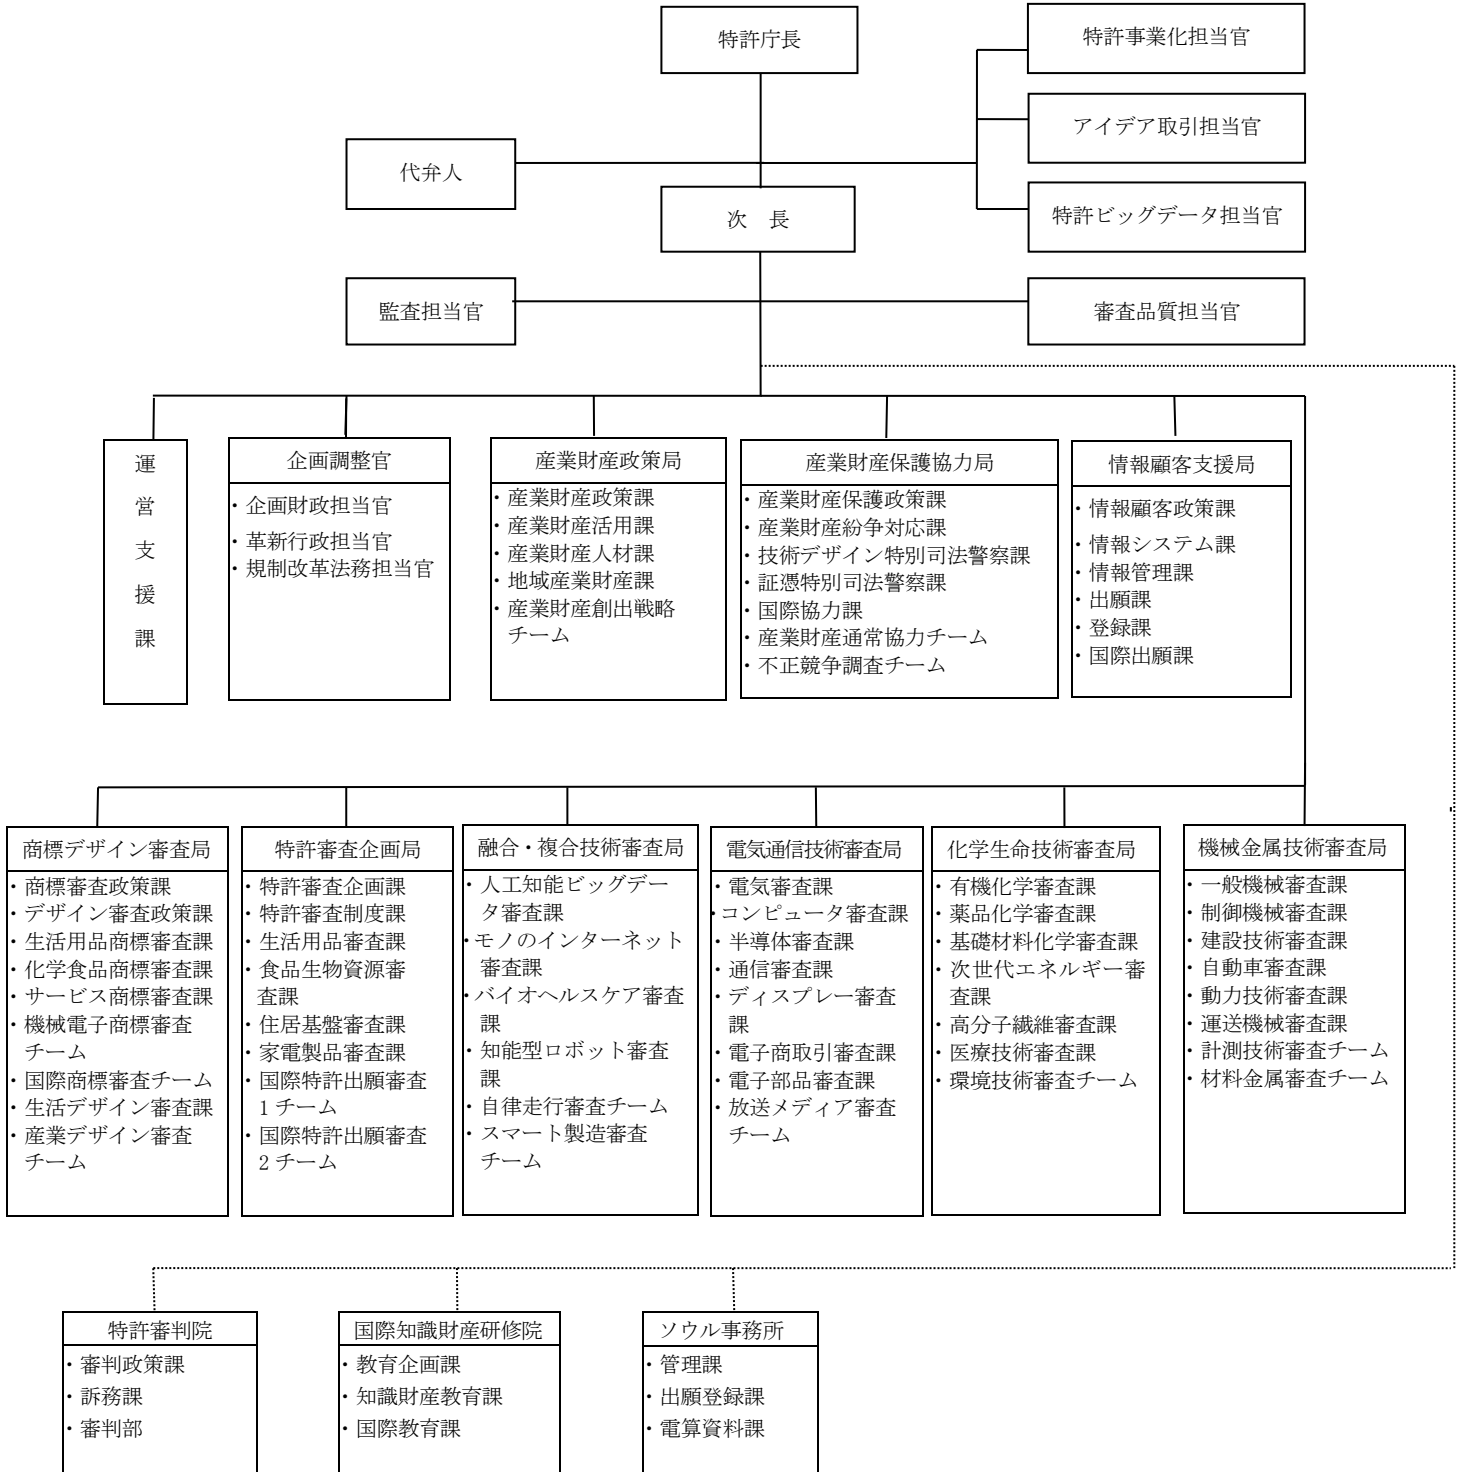 特許庁長
特許事業化担当官
アイデア取引担当官
代弁人
特許ビッグデータ担当官
次　長
監査担当官
審査品質担当官
運
営
支
援
課
企画調整官
・企画財政担当官
・革新行政担当官
・規制改革法務担当官
産業財産政策局
・産業財産政策課
・産業財産活用課
・産業財産人材課
・地域産業財産課
・産業財産創出戦略
チーム
産業財産保護協力局
・産業財産保護政策課
・産業財産紛争対応課
・技術デザイン特別司法警察課
・証憑特別司法警察課
・国際協力課
・産業財産通常協力チーム
・不正競争調査チーム
情報顧客支援局
・情報顧客政策課
・情報システム課
・情報管理課
・出願課
・登録課
・国際出願課
商標デザイン審査局
・商標審査政策課
・デザイン審査政策課
・生活用品商標審査課
・化学食品商標審査課
・サービス商標審査課
・機械電子商標審査
チーム
・国際商標審査チーム
・生活デザイン審査課
・産業デザイン審査
チーム
特許審査企画局
・特許審査企画課
・特許審査制度課
・生活用品審査課
・食品生物資源審
査課
・住居基盤審査課
・家電製品審査課
・国際特許出願審査
1チーム
・国際特許出願審査
2チーム
融合・複合技術審査局
・人工知能ビッグデー
タ審査課
・モノのインターネット
審査課
・バイオヘルスケア審査
課
・知能型ロボット審査
課
・自律走行審査チーム
・スマート製造審査
チーム
電気通信技術審査局
・電気審査課
・コンピュータ審査課
・半導体審査課
・通信審査課
・ディスプレー審査
課
・電子商取引審査課
・電子部品審査課
・放送メディア審査
チーム
化学生命技術審査局
・有機化学審査課
・薬品化学審査課
・基礎材料化学審査課
・次世代エネルギー審
査課
・高分子繊維審査課
・医療技術審査課
・環境技術審査チーム
機械金属技術審査局
・一般機械審査課
・制御機械審査課
・建設技術審査課
・自動車審査課
・動力技術審査課
・運送機械審査課
・計測技術審査チーム
・材料金属審査チーム
特許審判院
・審判政策課
・訴務課
・審判部
国際知識財産研修院
・教育企画課
・知識財産教育課
・国際教育課
ソウル事務所
・管理課
・出願登録課
・電算資料課